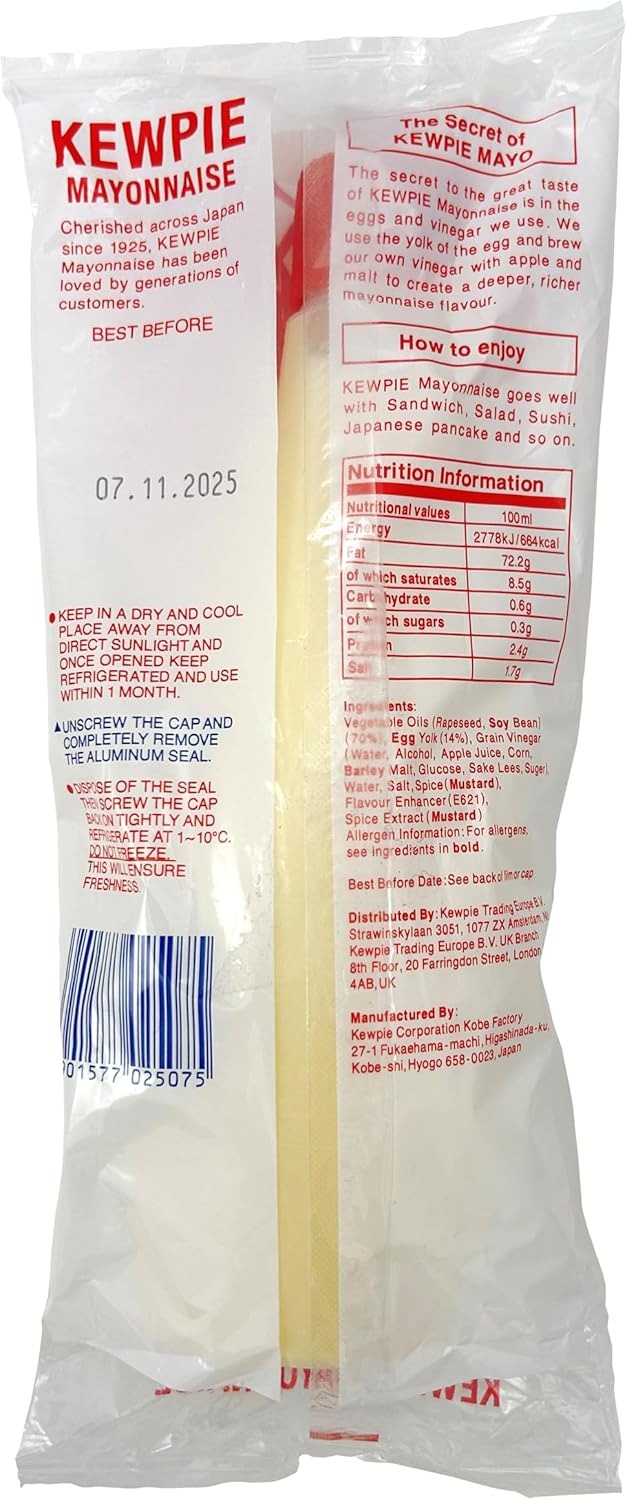 KEWPIE
MAYONNAISE
Cherished across Japan
since 1925, KEWPIE
Mayonnaise has been
loved by generations of
customers.
BEST BEFORE
07.11.2025
●KEEP IN A DRY AND COOL
PLACE AWAY FROM
DIRECT SUNLIGHT AND
ONCE OPENED KEEP
REFRIGERATED AND USE
WITHIN 1 MONTH.
▲UNSCREW THE CAP AND
COMPLETELY REMOVE
THE ALUMINUM SEAL.
●DISPOSE OF THE SEAL
THEN SCREW THE CAP
BACK ON TIGHTLY AND
REFRIGERATE AT 1~10°C.
DO NOT FREEZE.
THIS WILL ENSURE
FRESHNESS.
901577 025075
The Secret of
KEWPIE MAYO
The secret to the great taste
of KEWPIE Mayonnaise is in the
eggs and vinegar we use. We
use the yolk of the egg and brew
our own vinegar with apple and
malt to create a deeper, richer
mayonnaise flavour.
How to enjoy
KEWPIE Mayonnaise goes well
with Sandwich, Salad, Sushi,
Japanese pancake and so on.
Nutrition Information
Nutritional values 100ml
Energy 2778kJ/664kcal
Fat 72.2g
of which saturates 8.5g
Carbohydrate 0.6g
of which sugars 0.3g
Protein 2.4g
Salt 1.7g
Ingredients:
Vegetable Oils (Rapeseed, Soy Bean)
(70%), Egg Yolk (14%), Grain Vinegar
(Water, Alcohol, Apple Juice, Corn,
Barley Malt, Glucose, Sake Lees, Sugar),
Water, Salt, Spice (Mustard),
Flavour Enhancer (E621),
Spice Extract (Mustard)
Allergen Information: For allergens,
see ingredients in bold.
Best Before Date: See back of film or cap
Distributed By: Kewpie Trading Europe B.V.
Strawinskylaan 3051, 1077 ZX Amsterdam,
Kewpie Trading Europe B.V. UK Branch
8th Floor, 20 Farringdon Street, London
4AB, UK
Manufactured By:
Kewpie Corporation Kobe Factory
27-1 Fukaehama-machi, Higashinada-ku,
Kobe-shi, Hyogo 658-0023, Japan